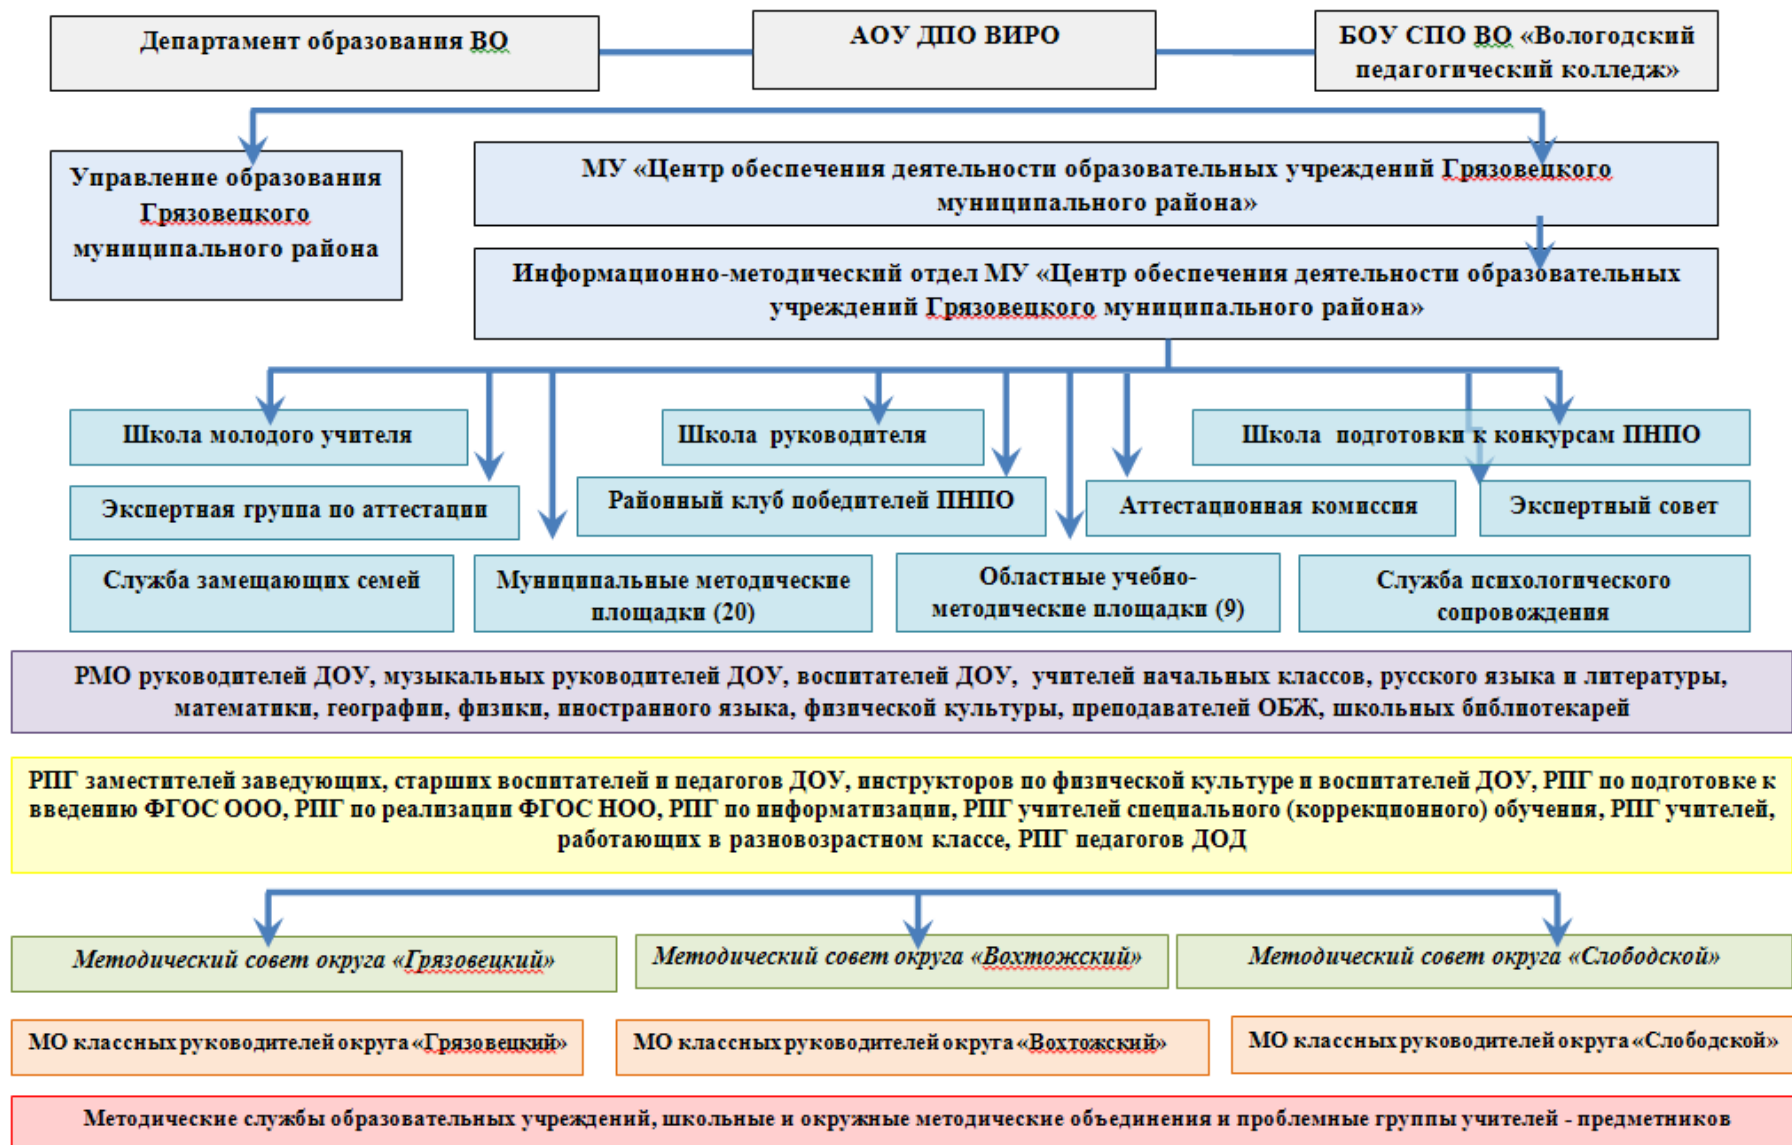 Департамент образования ВО
АОУ ДПО ВИРО
БОУ СПО ВО «Вологодский
педагогический колледж»
Управление образования
Грязовецкого
муниципального района
МУ «Центр обеспечения деятельности образовательных учреждений Грязовецкого
муниципального района»
Информационно-методический отдел МУ «Центр обеспечения деятельности образовательных
учреждений Грязовецкого муниципального района»
Школа молодого учителя
Школа руководителя
Школа подготовки к конкурсам ПНПО
Экспертная группа по аттестации
Районный клуб победителей ПНПО
Аттестационная комиссия
Экспертный совет
Служба замещающих семей
Муниципальные методические
площадки (20)
Областные учебно-
методические площадки (9)
Служба психологического
сопровождения
РМО руководителей ДОУ, музыкальных руководителей ДОУ, воспитателей ДОУ, учителей начальных классов, русского языка и литературы,
математики, географии, физики, иностранного языка, физической культуры, преподавателей ОБЖ, школьных библиотекарей
РПГ заместителей заведующих, старших воспитателей и педагогов ДОУ, инструкторов по физической культуре и воспитателей ДОУ, РПГ по подготовке к
введению ФГОС ООО, РПГ по реализации ФГОС НОО, РПГ по информатизации, РПГ учителей специального (коррекционного) обучения, РПГ учителей,
работающих в разновозрастном классе, РПГ педагогов ДОД
Методический совет округа «Грязовецкий»
Методический совет округа «Вохтожский»
Методический совет округа «Слободской»
МО классных руководителей округа «Грязовецкий»
МО классных руководителей округа «Вохтожский»
МО классных руководителей округа «Слободской»
Методические службы образовательных учреждений, школьные и окружные методические объединения и проблемные группы учителей - предметников